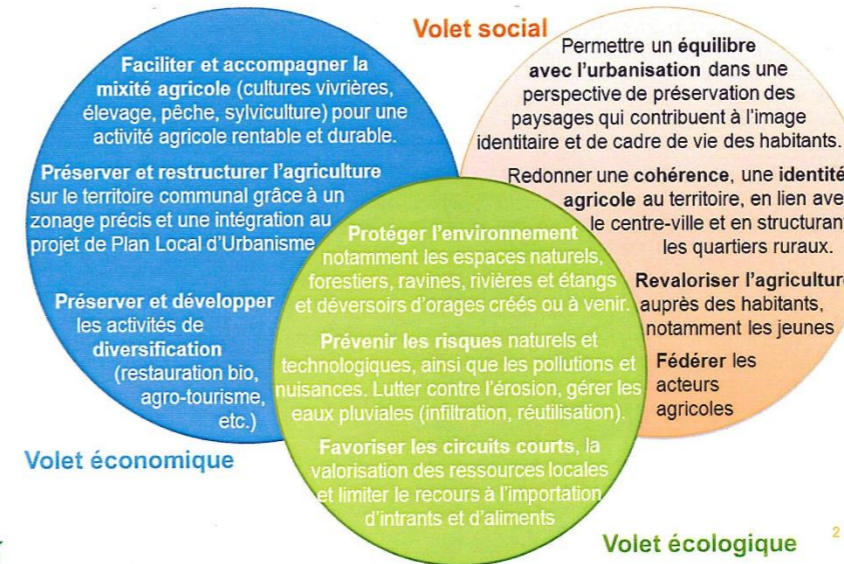 Volet social
Faciliter et accompagner la
mixité agricole (cultures vivrières,
élevage, pêche, sylviculture) pour une
activité agricole rentable et durable.
Préserver et restructurer l'agriculture
sur le territoire communal grâce à un
zonage précis et une intégration au
projet de Plan Local d'Urbanisme
Préserver et développer
les activités de
diversification
(restauration bio,
agro-tourisme,
etc.)
Volet économique
Permettre un équilibre
avec l'urbanisation dans une
perspective de préservation des
paysages qui contribuent à l'image
identitaire et de cadre de vie des habitants.
Redonner une cohérence, une identité
agricole au territoire, en lien ave
le centre-ville et en structurant
les quartiers ruraux.
Revaloriser l'agriculture
auprès des habitants,
notamment les jeunes
Fédérer les
acteurs
agricoles
Protéger l'environnement
notamment les espaces naturels,
forestiers, ravines, rivières et étangs
et déversoirs d'orages créés ou à venir.
Prévenir les risques naturels et
technologiques, ainsi que les pollutions et
nuisances. Lutter contre l'érosion, gérer les
eaux pluviales (infiltration, réutilisation).
Favoriser les circuits courts, la
valorisation des ressources locales
et limiter le recours à l'importation
d'intrants et d'aliments
Volet écologique
2